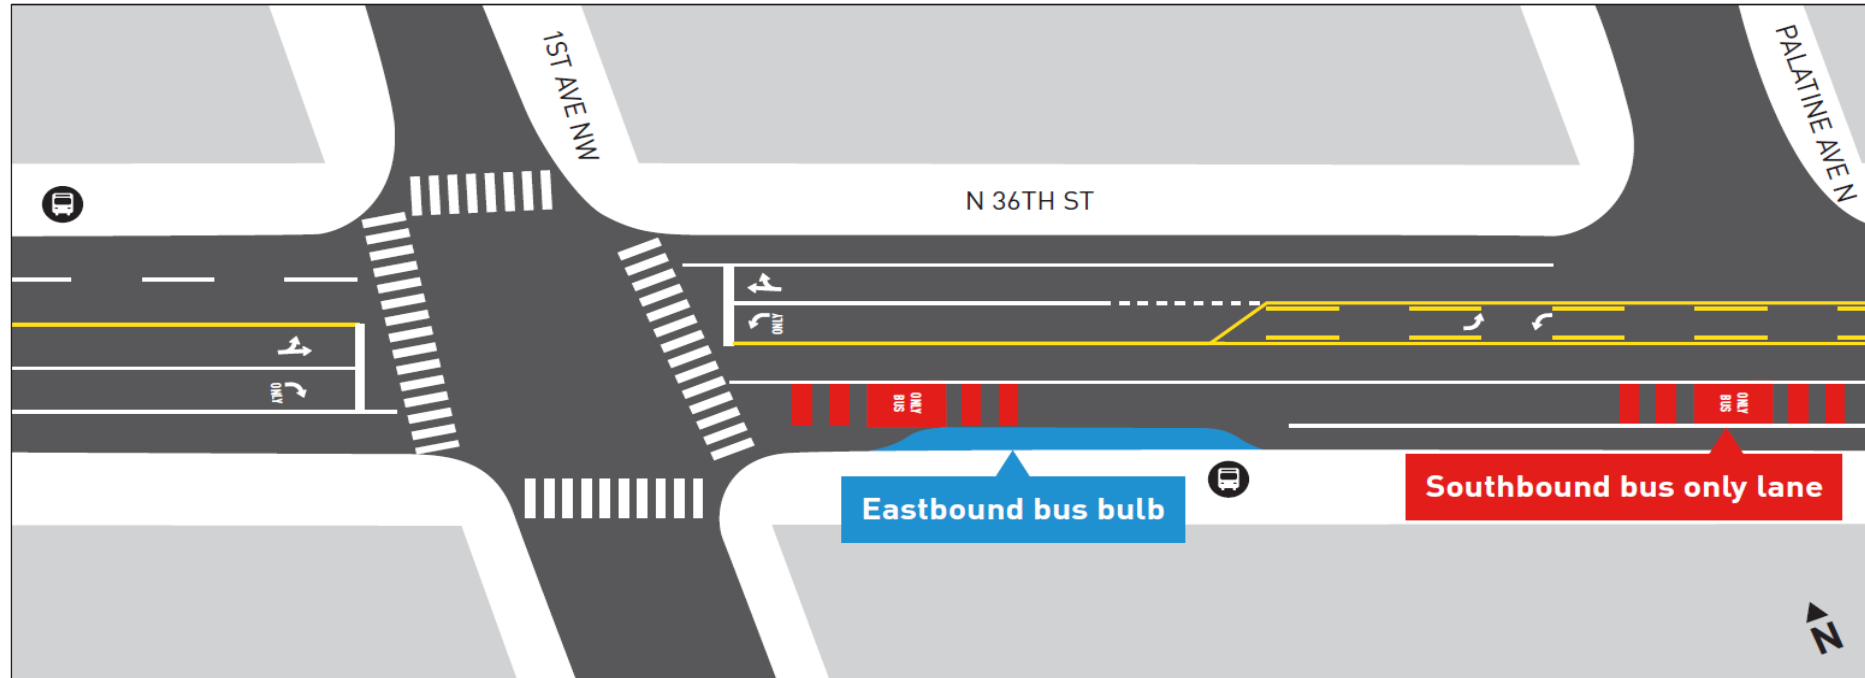 1ST AVE NW
PALATINE AVE N
N 36TH ST
ONLY
ONLY
ONLY
BUS
ONLY
BUS
Eastbound bus bulb
Southbound bus only lane
N